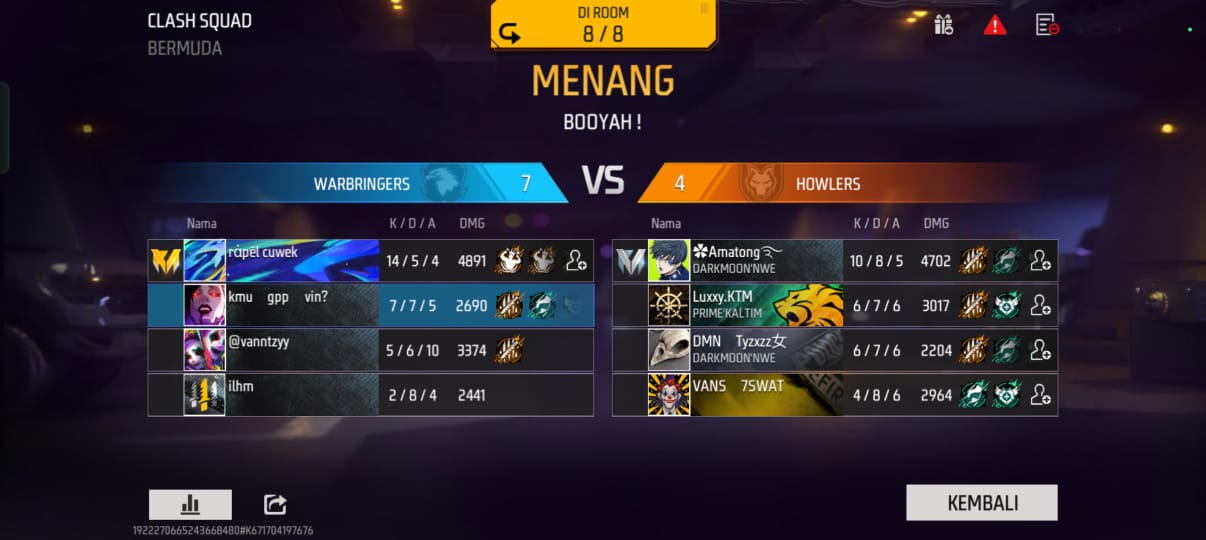 CLASH SQUAD
BERMUDA
DI ROOM
8 / 8
MENANG
BOOYAH !
WARBRINGERS 7 VS 4 HOWLERS
Nama K / D / A DMG
ràpël cuwek 14 / 5 / 4 4891
kmu gpp vin? 7 / 7 / 5 2690
@vanntzyy 5 / 6 / 10 3374
ilhm 2 / 8 / 4 2441
Nama K / D / A DMG
✽Amatong 10 / 8 / 5 4702
DARKMOON'NWE
Luxxy.KTM 6 / 7 / 6 3017
PRIME'KALTIM
DMN Tyzxzz女 6 / 7 / 6 2204
DARKMOON'NWE
VANS 7SWAT 4 / 8 / 6 2964
KEMBALI
1922270665243668480#K671704197676